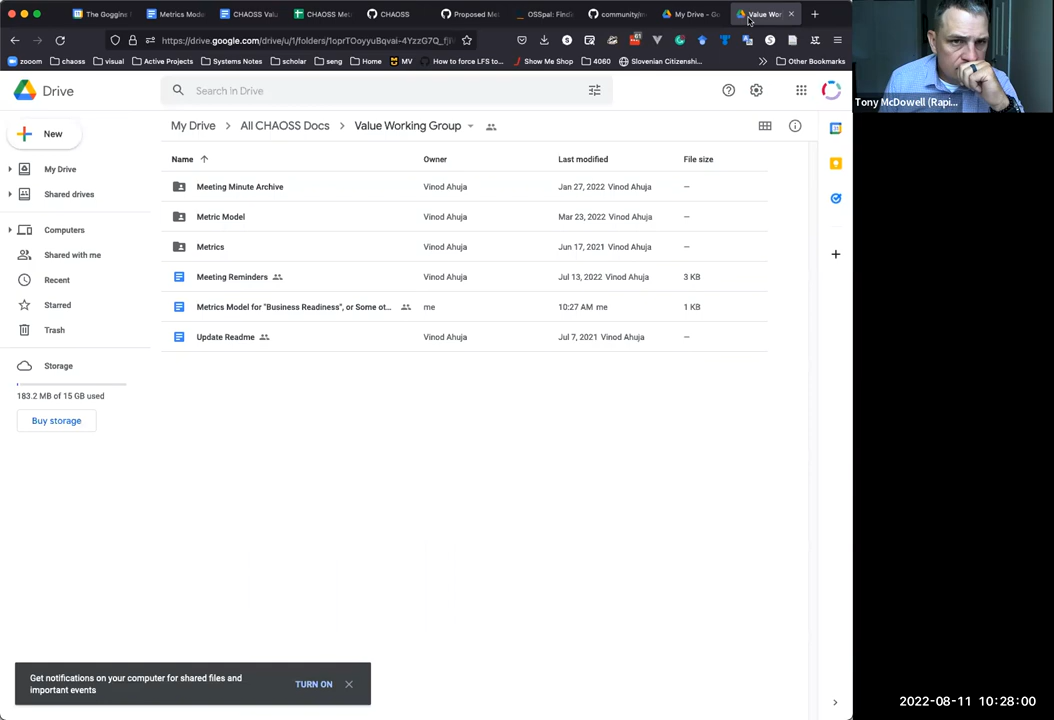 The Goggins
Metrics Modu
CHAOSS Valu
CHAOSS Met
CHAOSS
Proposed Me
OSSpal: Findi
community/m
My Drive – Go
Value Wor
https://drive.google.com/drive/u/1/folders/
61
zooom
chaoss
visual
Active Projects
Systems Notes
scholar
seng
Home
MV
How to force LFS to...
Show Me Shop
4060
Slovenian Citizenshi...
Other Bookmarks
Drive
Search in Drive
New
My Drive
Shared drives
Computers
Shared with me
Recent
Starred
Trash
Storage
183.2 MB of 15 GB used
Buy storage
My Drive > All CHAOSS Docs > Value Working Group
Name Owner Last modified File size
Meeting Minute Archive Vinod Ahuja Jan 27, 2022 Vinod Ahuja —
Metric Model Vinod Ahuja Mar 23, 2022 Vinod Ahuja —
Metrics Vinod Ahuja Jun 17, 2021 Vinod Ahuja —
Meeting Reminders Vinod Ahuja Jul 13, 2022 Vinod Ahuja 3 KB
Metrics Model for "Business Readiness", or Some ot... me 10:27 AM me 1 KB
Update Readme Vinod Ahuja Jul 7, 2021 Vinod Ahuja —
Get notifications on your computer for shared files and
important events
TURN ON
Tony McDowell (Rapi...
2022-08-11 10:28:00